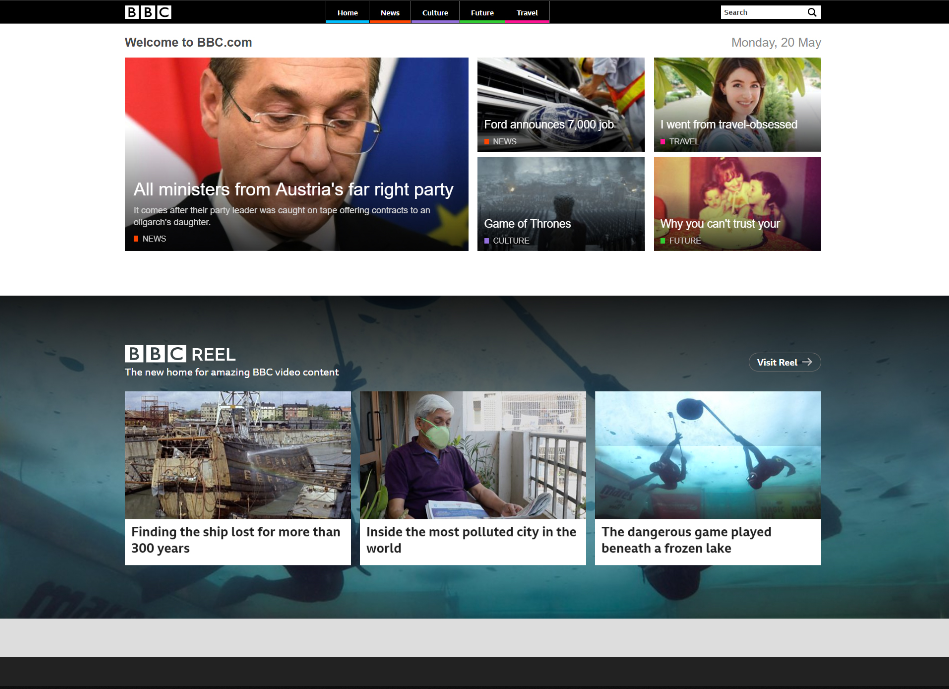 BBC
Home
News
Culture
Future
Travel
Search
Welcome to BBC.com
Monday, 20 May
All ministers from Austria's far right party
It comes after their party leader was caught on tape offering contracts to an
oligarch's daughter.
NEWS
Ford announces 7,000 job
NEWS
I went from travel-obsessed
TRAVEL
Game of Thrones
CULTURE
Why you can't trust your
FUTURE
BBC REEL
The new home for amazing BBC video content
Visit Reel
Finding the ship lost for more than
300 years
Inside the most polluted city in the
world
The dangerous game played
beneath a frozen lake